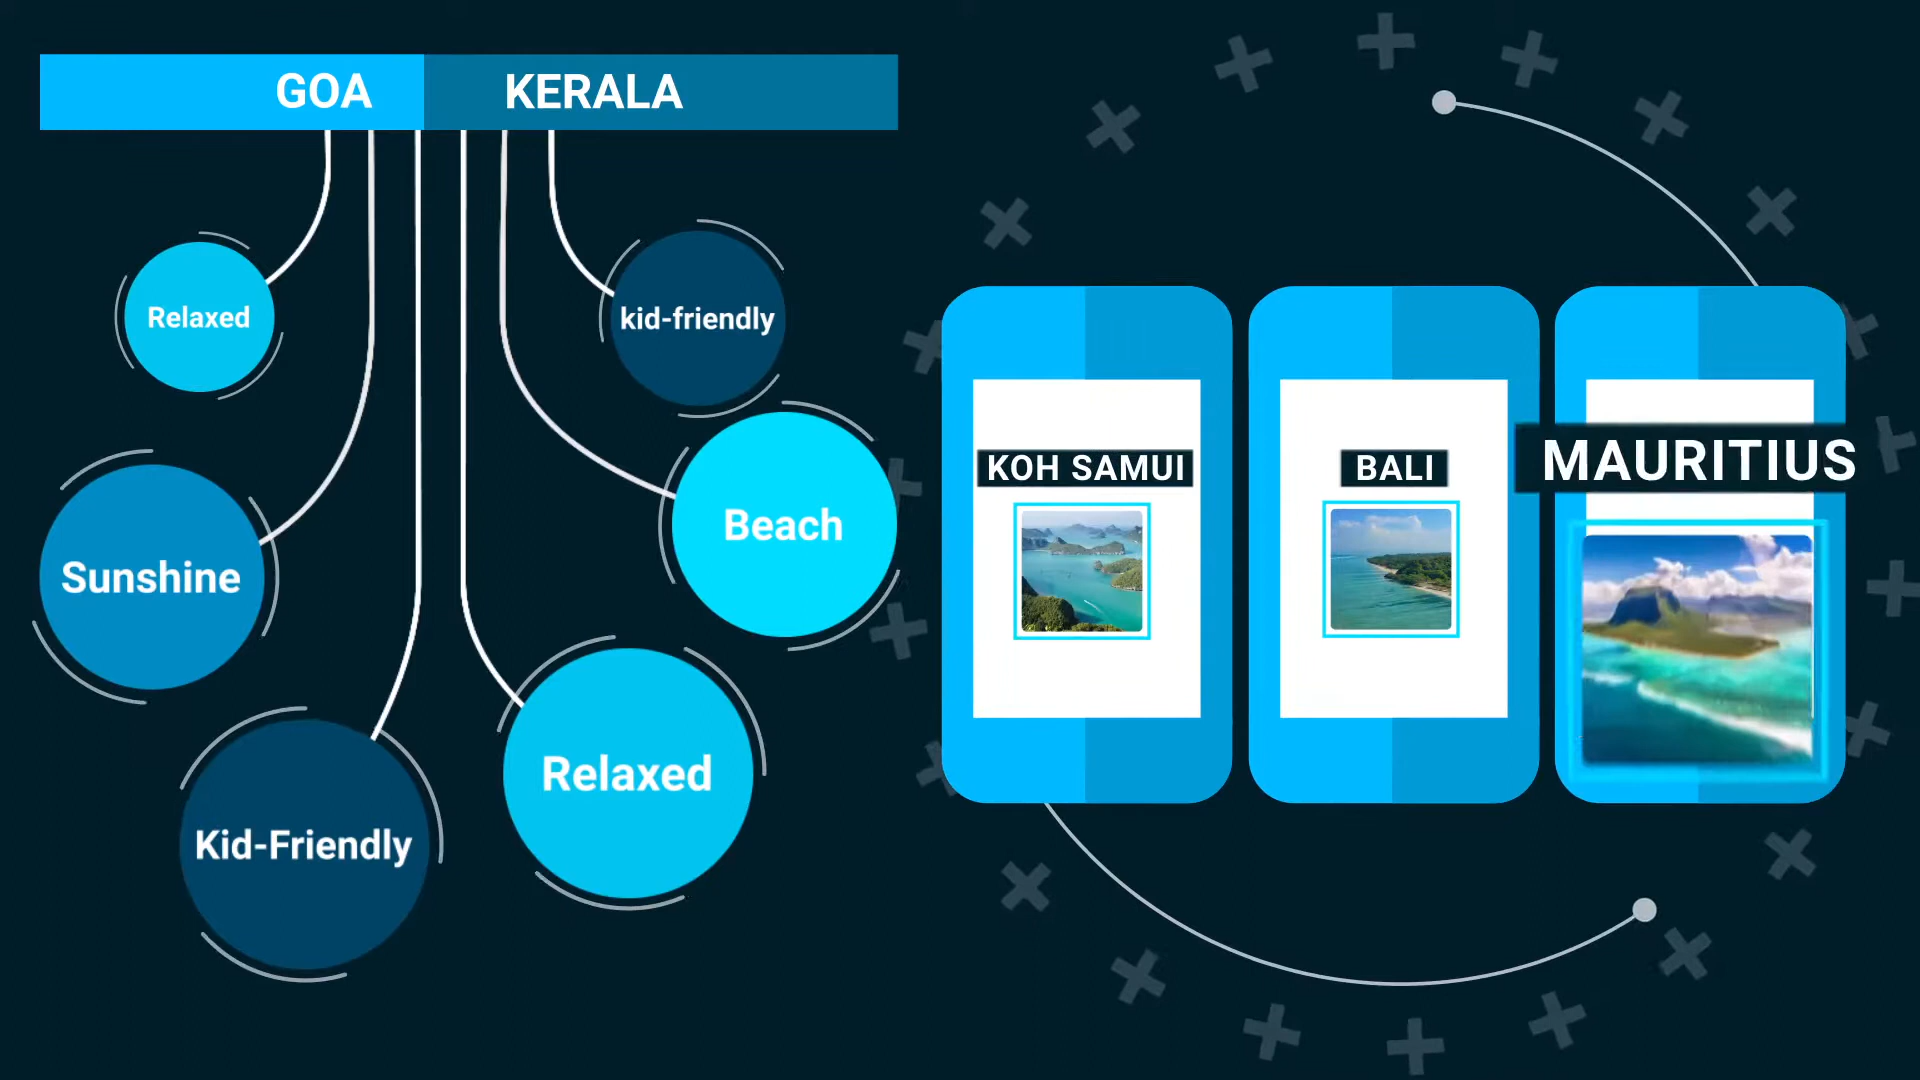 GOA
KERALA
Relaxed
kid-friendly
Sunshine
Beach
Kid-Friendly
Relaxed
KOH SAMUI
BALI
MAURITIUS